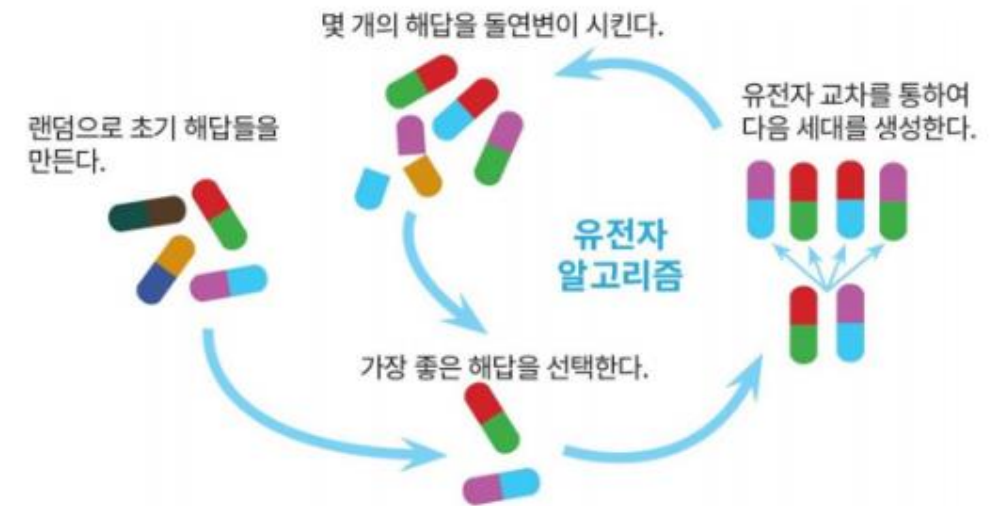 몇 개의 해답을 돌연변이 시킨다.
유전자 교차를 통하여
다음 세대를 생성한다.
랜덤으로 초기 해답들을
만든다.
유전자
알고리즘
가장 좋은 해답을 선택한다.